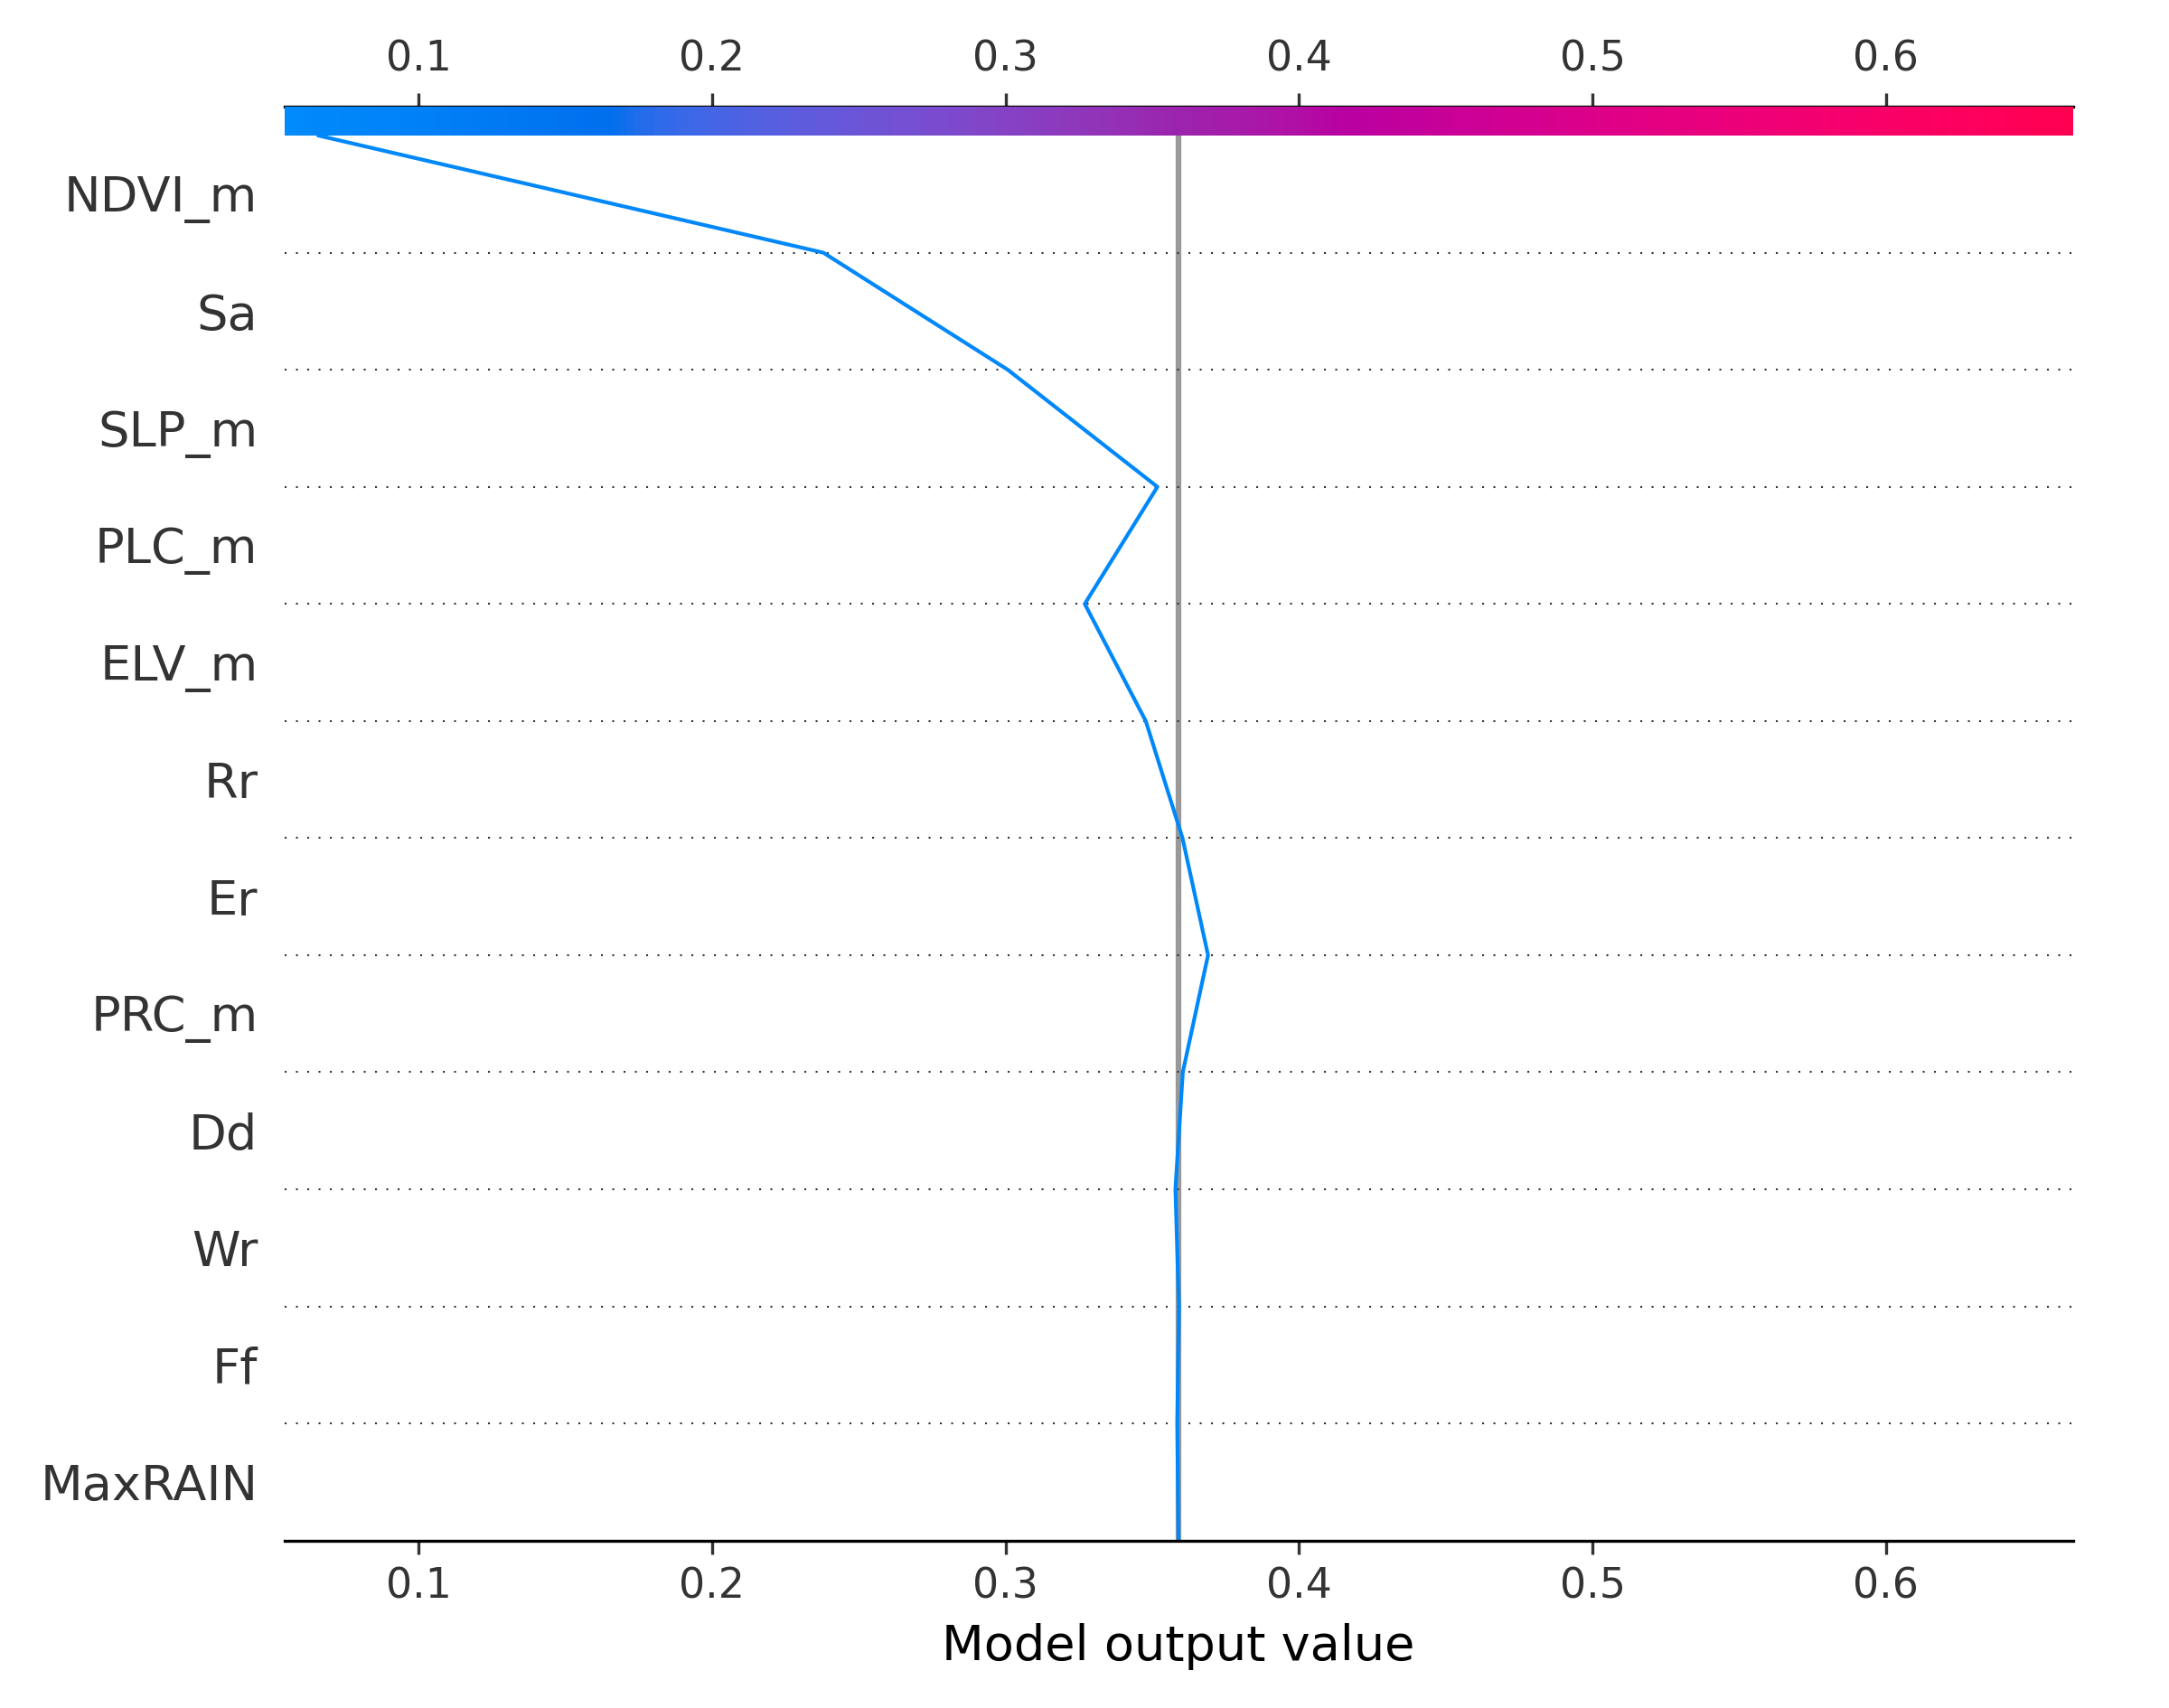 0.1 0.2 0.3 0.4 0.5 0.6
NDVI_m
Sa
SLP_m
PLC_m
ELV_m
Rr
Er
PRC_m
Dd
Wr
Ff
MaxRAIN
0.1 0.2 0.3 0.4 0.5 0.6
Model output value